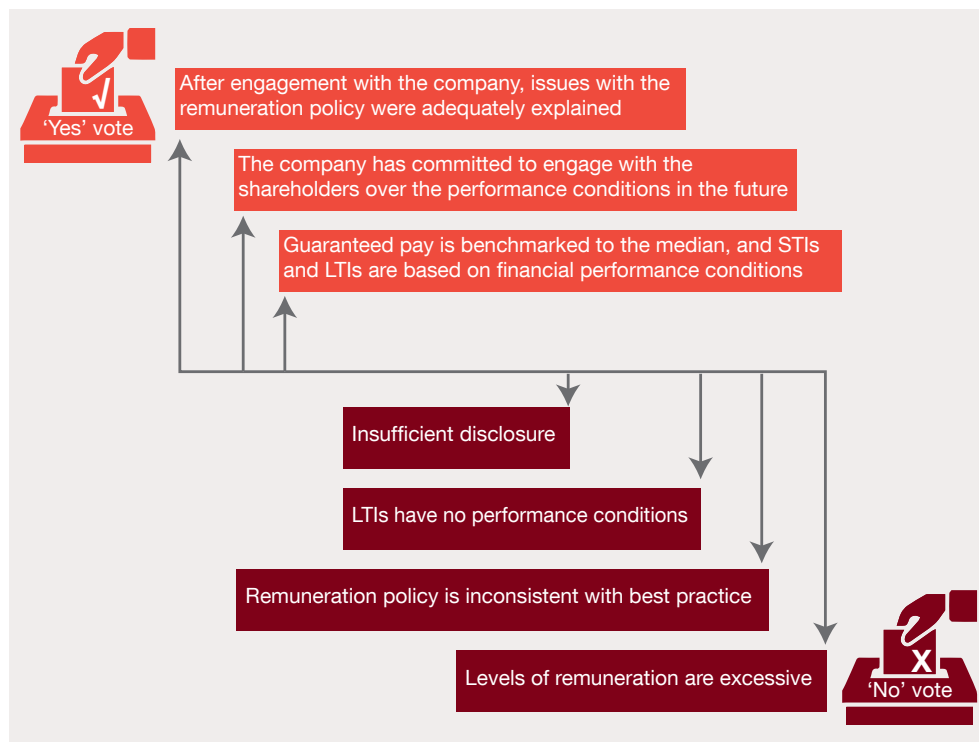 'Yes' vote
After engagement with the company, issues with the
remuneration policy were adequately explained
The company has committed to engage with the
shareholders over the performance conditions in the future
Guaranteed pay is benchmarked to the median, and STIs
and LTIs are based on financial performance conditions
Insufficient disclosure
LTIs have no performance conditions
Remuneration policy is inconsistent with best practice
Levels of remuneration are excessive
X
'No' vote